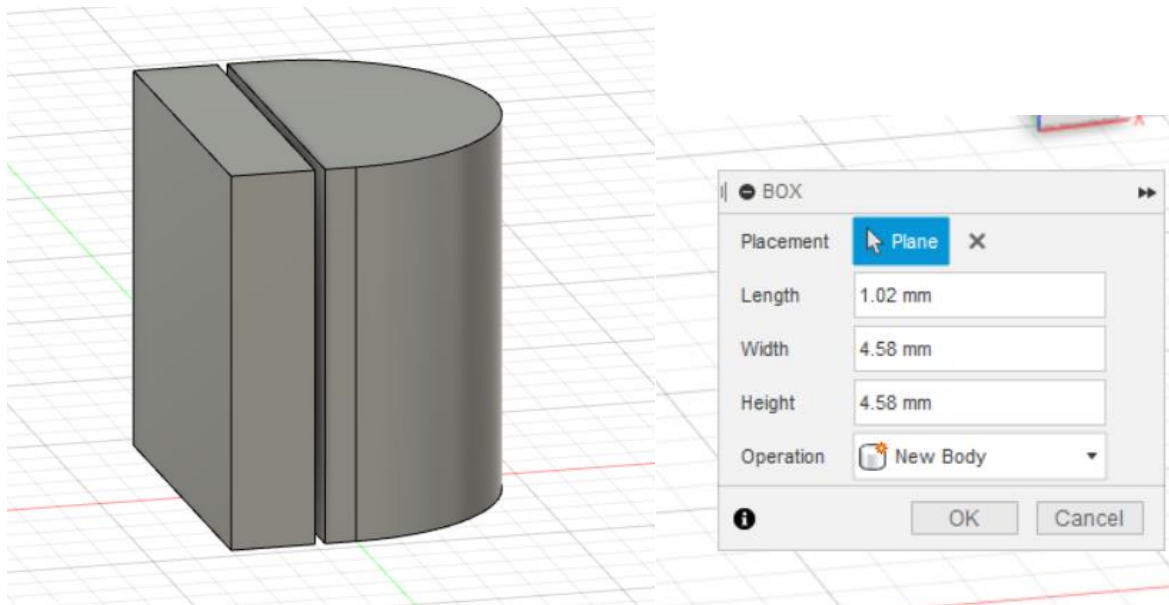 X
BOX
Placement Plane
Length 1.02 mm
Width 4.58 mm
Height 4.58 mm
Operation New Body
OK Cancel